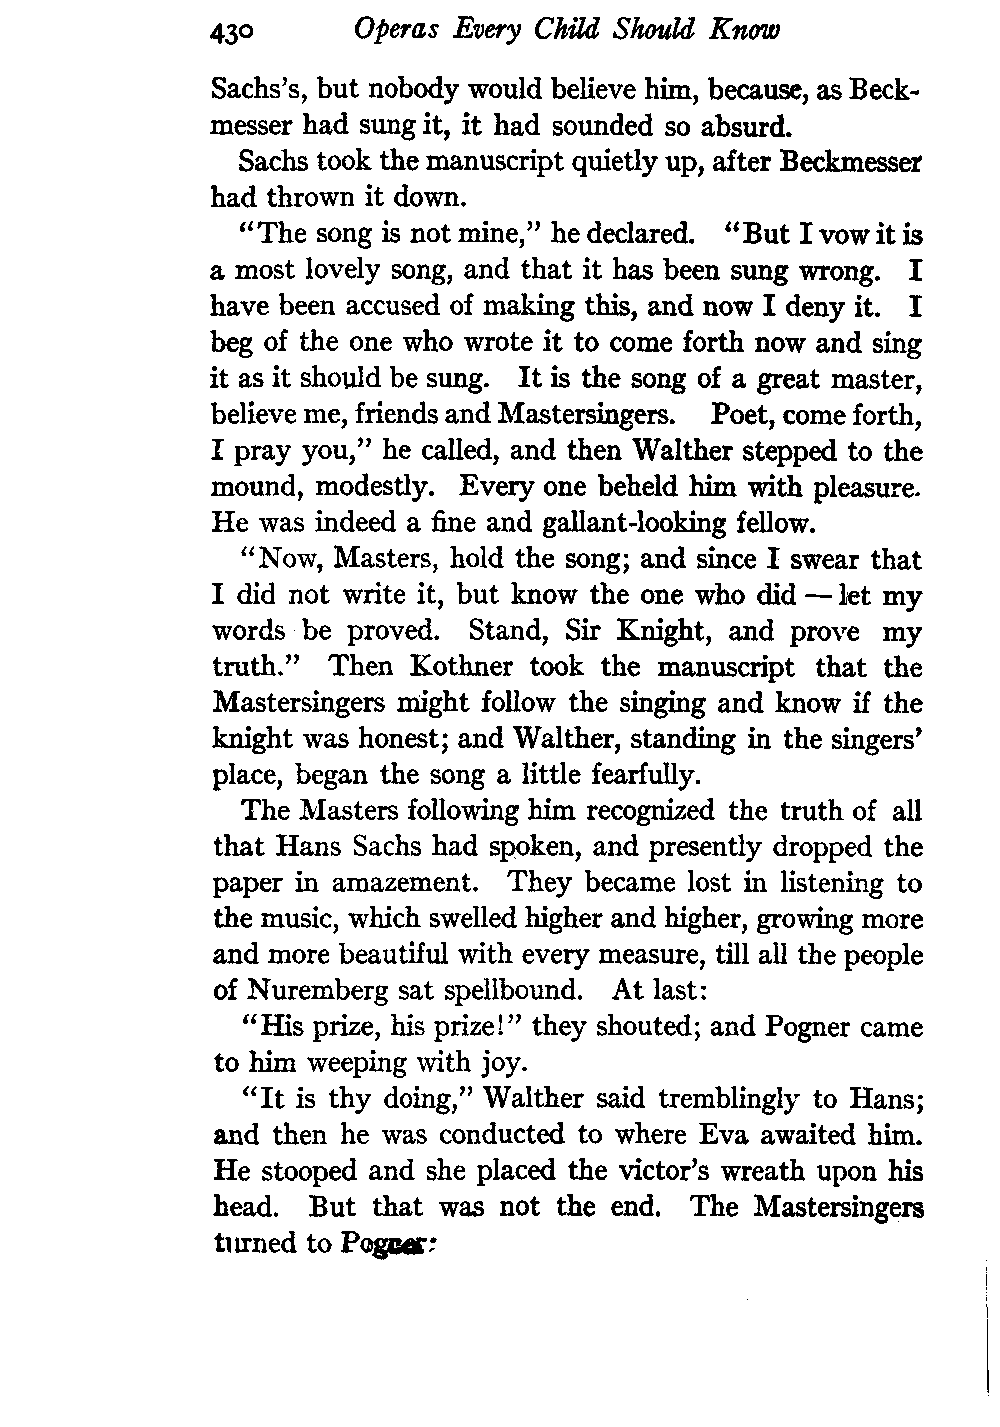 430 Operas Every Child Should Know
Sachs's, but nobody would believe him, because, as Beck-
messer had sung it, it had sounded so absurd.
Sachs took the manuscript quietly up, after Beckmesser
had thrown it down.
"The song is not mine," he declared. "But I vow it is
a most lovely song, and that it has been sung wrong. I
have been accused of making this, and now I deny it. I
beg of the one who wrote it to come forth now and sing
it as it should be sung. It is the song of a great master,
believe me, friends and Mastersingers. Poet, come forth,
I pray you," he called, and then Walther stepped to the
mound, modestly. Every one beheld him with pleasure.
He was indeed a fine and gallant-looking fellow.
"Now, Masters, hold the song; and since I swear that
I did not write it, but know the one who did — let my
words be proved. Stand, Sir Knight, and prove my
truth." Then Kothner took the manuscript that the
Mastersingers might follow the singing and know if the
knight was honest; and Walther, standing in the singers'
place, began the song a little fearfully.
The Masters following him recognized the truth of all
that Hans Sachs had spoken, and presently dropped the
paper in amazement. They became lost in listening to
the music, which swelled higher and higher, growing more
and more beautiful with every measure, till all the people
of Nuremberg sat spellbound. At last:
"His prize, his prize!" they shouted; and Pogner came
to him weeping with joy.
"It is thy doing," Walther said tremblingly to Hans;
and then he was conducted to where Eva awaited him.
He stooped and she placed the victor's wreath upon his
head. But that was not the end. The Mastersingers
turned to Pogner: